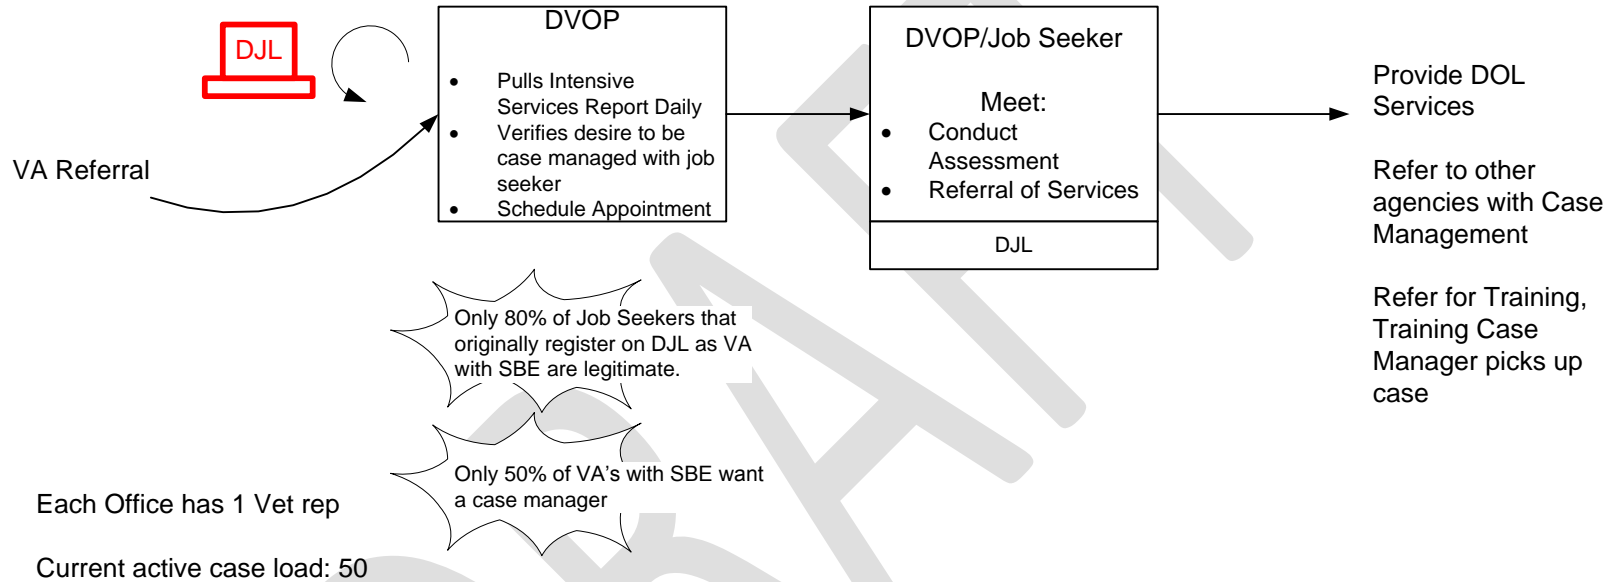 DJL
VA Referral
DVOP
• Pulls Intensive
Services Report Daily
• Verifies desire to be
case managed with job
seeker
• Schedule Appointment
DVOP/Job Seeker
Meet:
• Conduct
Assessment
• Referral of Services
DJL
Provide DOL
Services
Refer to other
agencies with Case
Management
Refer for Training,
Training Case
Manager picks up
case
Only 80% of Job Seekers that
originally register on DJL as VA
with SBE are legitimate.
Only 50% of VA’s with SBE want
a case manager
Each Office has 1 Vet rep
Current active case load: 50
DRAFT